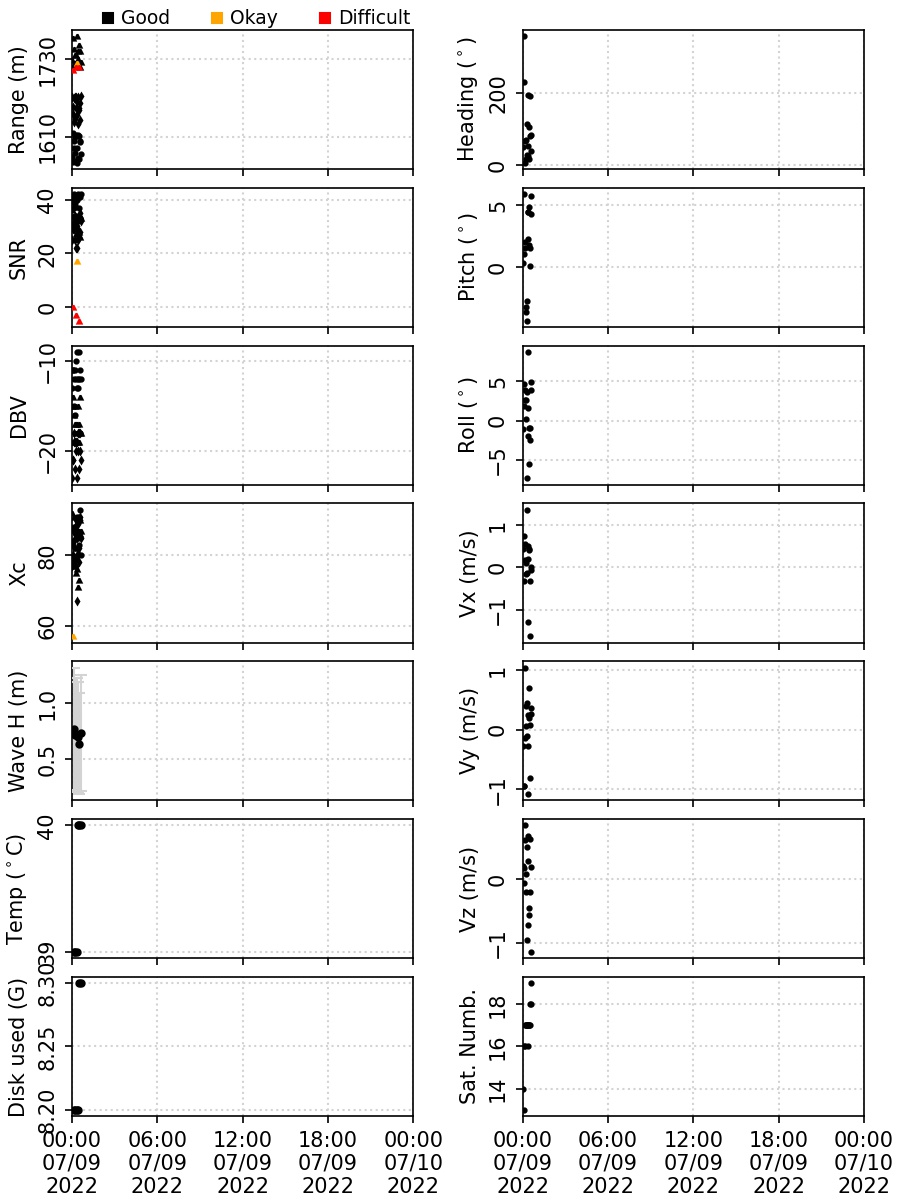 Good Okay Difficult
Range (m)
1730
1610
Heading (°)
200
0
SNR
40
20
0
Pitch (°)
5
0
DBV
−10
−20
Roll (°)
5
0
−5
Xc
80
60
Vx (m/s)
1
0
−1
Wave H (m)
1.0
0.5
Vy (m/s)
1
0
−1
Temp (°C)
40
39
Vz (m/s)
0
−1
Disk used (G)
8.30
8.25
8.20
Sat. Numb.
18
16
14
00:00 06:00 12:00 18:00 00:00 00:00 06:00 12:00 18:00 00:00
07/09 07/09 07/09 07/09 07/10 07/09 07/09 07/09 07/09 07/10
2022 2022 2022 2022 2022 2022 2022 2022 2022 2022